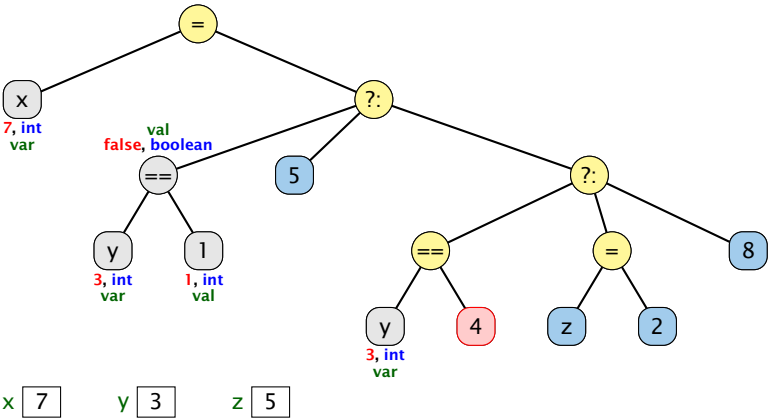 =
x
7, int
var
?:
val
false, boolean
==
5
?:
y
3, int
var
1
1, int
val
==
=
8
y
3, int
var
4
z
2
x 7 y 3 z 5